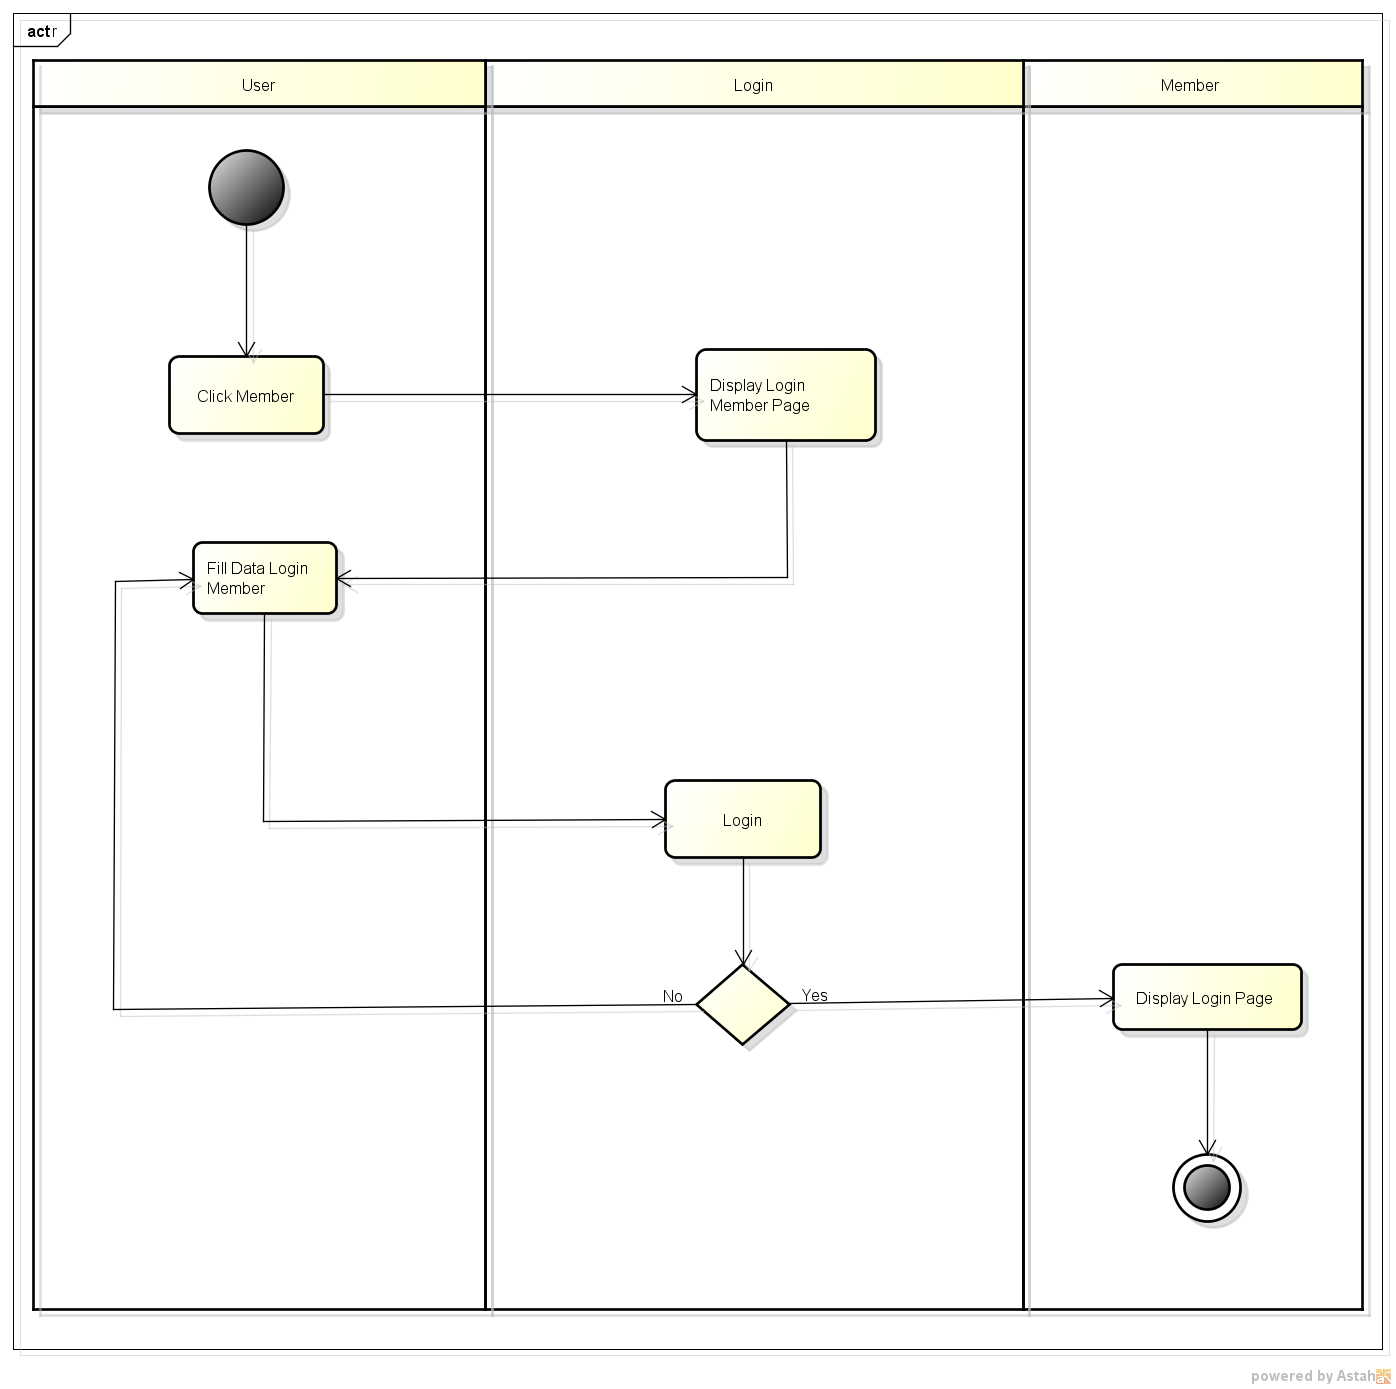 act r
User
Login
Member
Click Member
Display Login
Member Page
Fill Data Login
Member
Login
No
Yes
Display Login Page
powered by Astah